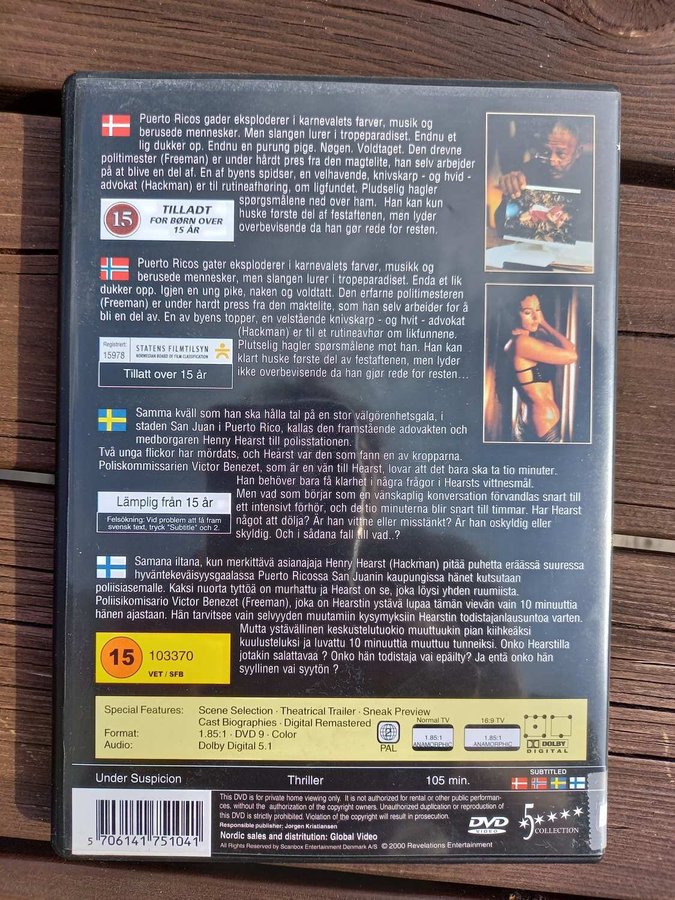 Puerto Ricos gader eksploderer i karnevalets farver, musik og
berusede mennesker. Men slangen lurer i tropeparadiset. Endnu et
lig dukker op. Endnu en purung pige. Nøgen. Voldtaget. Den drevne
politimester (Freeman) er under hårdt pres fra den magtelite, han selv arbejder
på at blive en del af. En af byens spidser, en velhavende, knivskarp - og hvid -
advokat (Hackman) er til rutineafhøring, om ligfundet. Pludselig hagler
spørgsmålene ned over ham. Han kan kun
huske første del af festaftenen, men lyder
overbevisende da han gør rede for resten.
15
TILLADT
FOR BØRN OVER
15 ÅR
Puerto Ricos gater eksploderer i karnevalets farver, musikk og
berusede mennesker, men slangen lurer i tropeparadiset. Enda et lik
dukker opp. Igjen en ung pike, naken og voldtatt. Den erfarne politimesteren
(Freeman) er under hardt press fra den maktelite, som han selv arbeider for å
bli en del av. En av byens topper, en velstående knivskarp - og hvit - advokat
(Hackman) er til et rutineavhør om likfunnene.
Plutselig hagler spørsmålene mot han. Han kan
klart huske første del av festaftenen, men lyder
ikke overbevisende da han gjør rede for resten...
Registrert:
15978
STATENS FILMTILSYN
NORWEGIAN BOARD OF FILM CLASSIFICATION
Tillatt over 15 år
Samma kväll som han ska hålla tal på en stor välgörenhetsgala, i
staden San Juan i Puerto Rico, kallas den framstående adovakten och
medborgaren Henry Hearst till polisstationen.
Två unga flickor har mördats, och Hearst var den som fann en av kropparna.
Poliskommissarien Victor Benezet, som är en vän till Hearst, lovar att det bara ska ta tio minuter.
Han behöver bara få klarhet i några frågor i Hearsts vittnesmål.
Men vad som börjar som en vänskaplig konversation förvandlas snart till
ett intensivt förhör, och de tio minuterna blir snart till timmar. Har Hearst
något att dölja? Är han vittne eller misstänkt? Är han oskyldig eller
skyldig. Och i sådana fall till vad..?
Lämplig från 15 år
Felsökning: Vid problem att få fram
svensk text, tryck "Subtitle" och 2.
Samana iltana, kun merkittävä asianajaja Henry Hearst (Hackman) pitää puhetta eräässä suuressa
hyväntekeväisyysgaalassa Puerto Ricossa San Juanin kaupungissa hänet kutsutaan
poliisiasemalle. Kaksi nuorta tyttöä on murhattu ja Hearst on se, joka löysi yhden ruumiista.
Poliisikomisario Victor Benezet (Freeman), joka on Hearstin ystävä lupaa tämän vievän vain 10 minuuttia
hänen ajastaan. Hän tarvitsee vain selvyyden muutamiin kysymyksiin Hearstin todistajanlausuntoa varten.
Mutta ystävällinen keskustelutuokio muuttuukin pian kiihkeäksi
kuulusteluksi ja luvattu 10 minuuttia muuttuu tunneiksi. Onko Hearstilla
jotakin salattavaa ? Onko hän todistaja vai epäilty? Ja entä onko hän
syyllinen vai syytön ?
15
103370
VET / SFB
Special Features: Scene Selection · Theatrical Trailer · Sneak Preview
Cast Biographies · Digital Remastered
Format: 1.85:1 · DVD 9 · Color
Audio: Dolby Digital 5.1
2
PAL
Normal TV
1.85:1
ANAMORPHIC
16:9 TV
1.85:1
ANAMORPHIC
DOLBY
DIGITAL
Under Suspicion Thriller 105 min.
SUBTITLED
This DVD is for private home viewing only. It is not authorized for rental or other public performan-
ces, without the authorization of the copyright owners. Unauthorized duplication or reproduction of
this DVD is strictly prohibited. Violation of the copyright will result in prosecution.
Responsible publisher: Jørgen Kristiansen
Nordic sales and distritution: Global Video
All Rights Reserved by Scanbox Entertainment Denmark A/S © 2000 Revelations Entertainment
5 706141 751041
DVD
VIDEO
5
COLLECTION